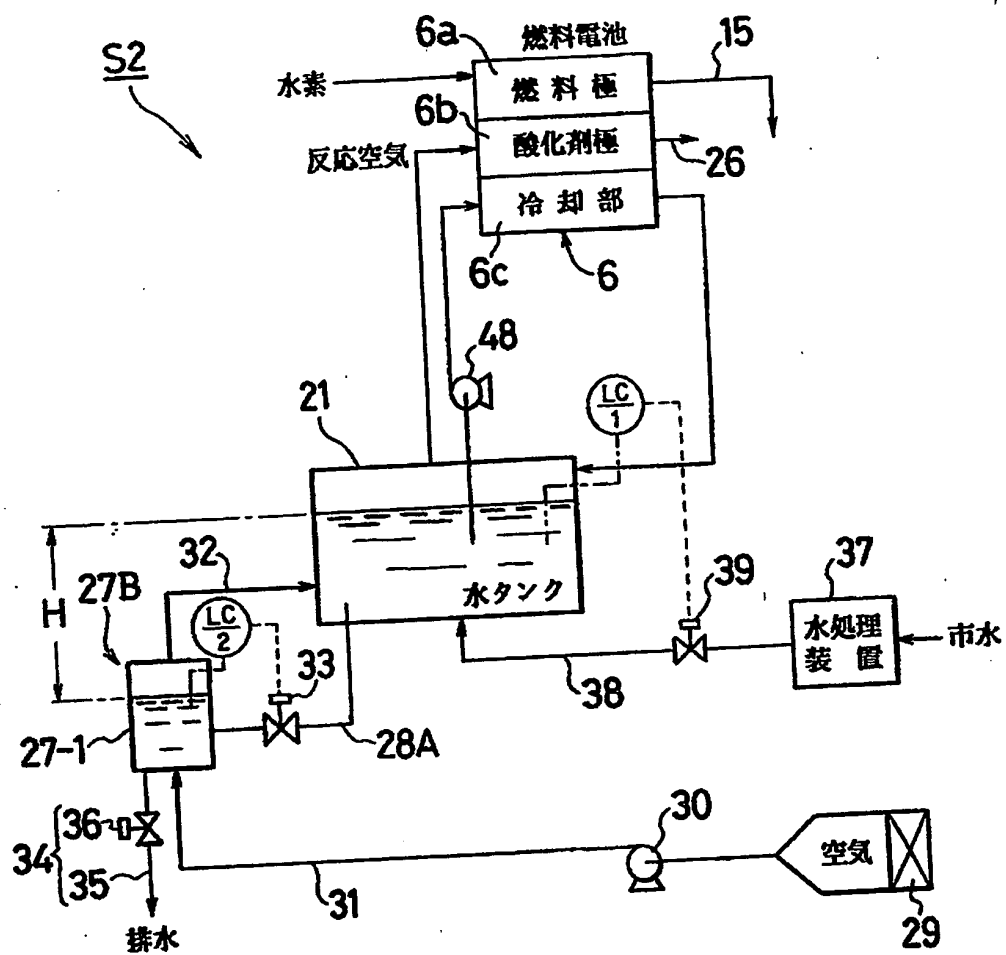 S2
6a
燃料電池
15
水素
燃料極
6b
酸化剤極
26
反応空気
冷却部
6c
6
48
LC
1
21
32
27B
LC
2
H
水タンク
39
37
水処理
装置
市水
33
38
27-1
28A
36
34
35
30
空気
31
29
排水